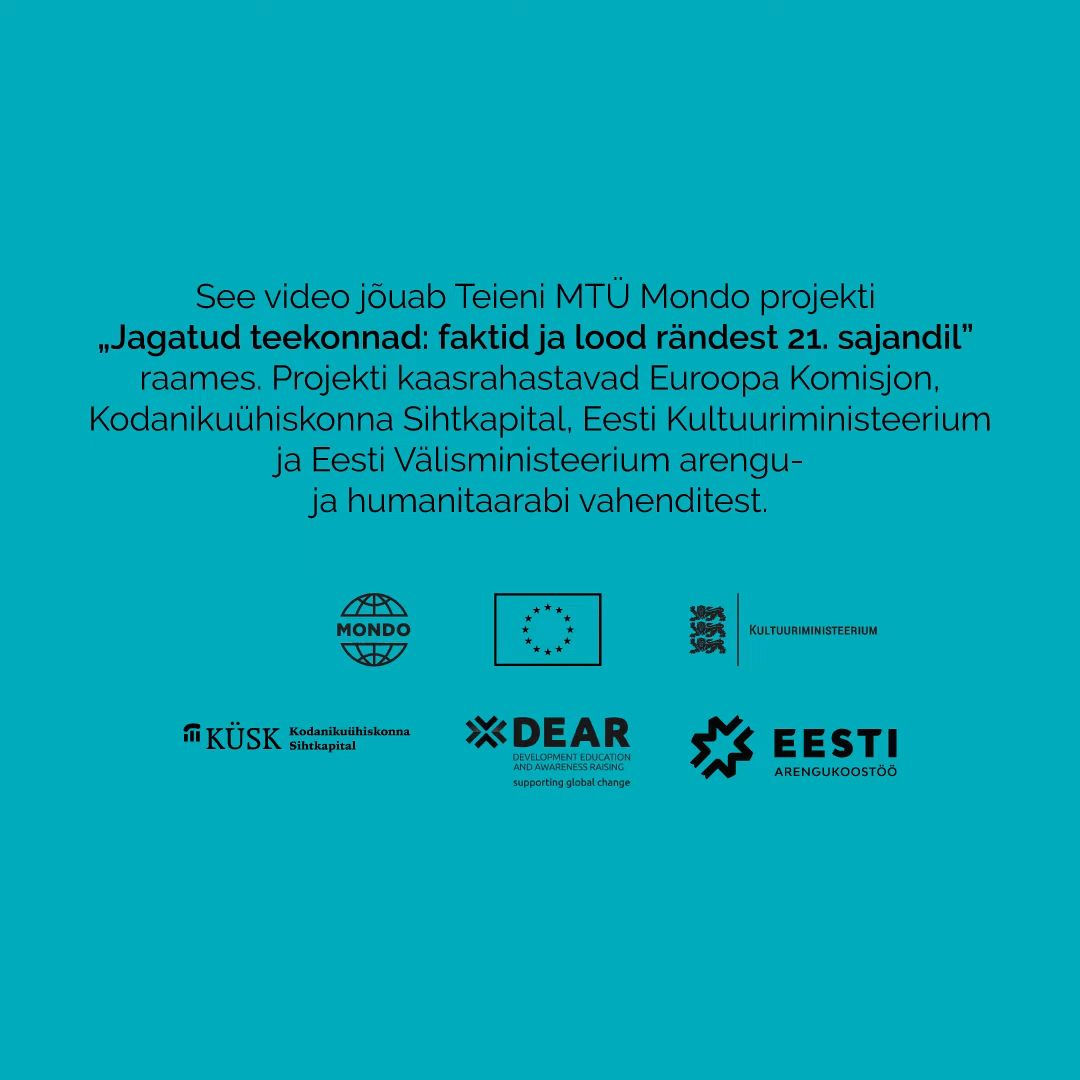 See video jõuab Teieni MTÜ Mondo projekti
„Jagatud teekonnad: faktid ja lood rändest 21. sajandil”
raames. Projekti kaasrahastavad Euroopa Komisjon,
Kodanikuühiskonna Sihtkapital, Eesti Kultuuriministeerium
ja Eesti Välisministeerium arengu-
ja humanitaarabi vahenditest.
MONDO
KULTUURIMINISTEERIUM
KÜSK
Kodanikuühiskonna
Sihtkapital
DEAR
DEVELOPMENT EDUCATION
AND AWARENESS RAISING
supporting global change
EESTI
ARENGUKOOSTÖÖ